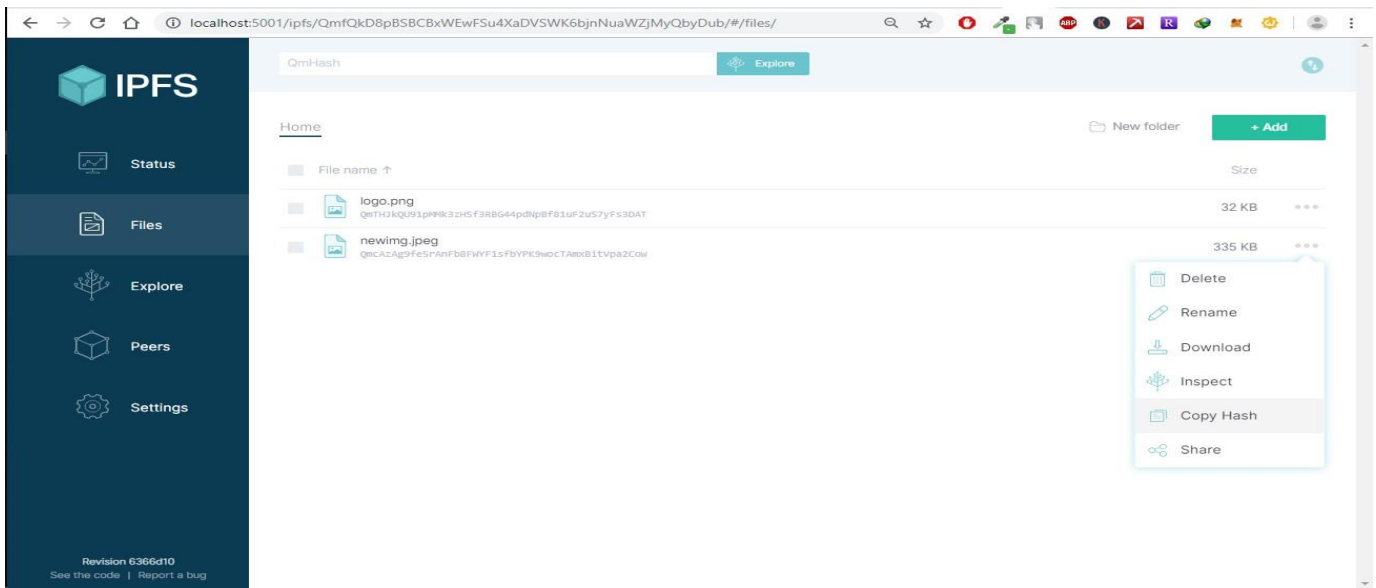 localhost:5001/ipfs/QmfQkD8pBSBCBxWEwFSu4XaDVSWK6bjnNuaWZjMyQbyDub/#/files/
ABP
K
R
IPFS
QmHash
Explore
Status
Files
Explore
Peers
Settings
Revision 6366d10
See the code | Report a bug
Home
New folder
+ Add
File name ↑
Size
logo.png
32 KB
newimg.jpeg
335 KB
Delete
Rename
Download
Inspect
Copy Hash
Share